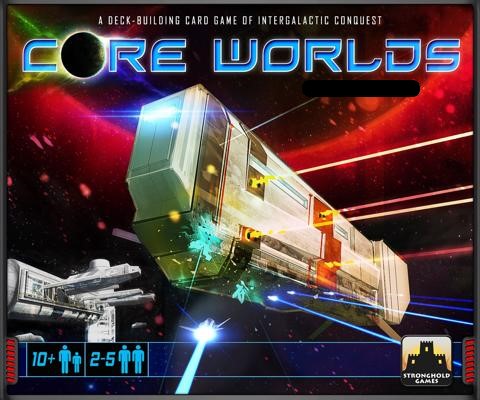 A DECK-BUILDING CARD GAME OF INTERGALACTIC CONQUEST
CORE WORLDS
10+ 2-5
STRONGHOLD
GAMES